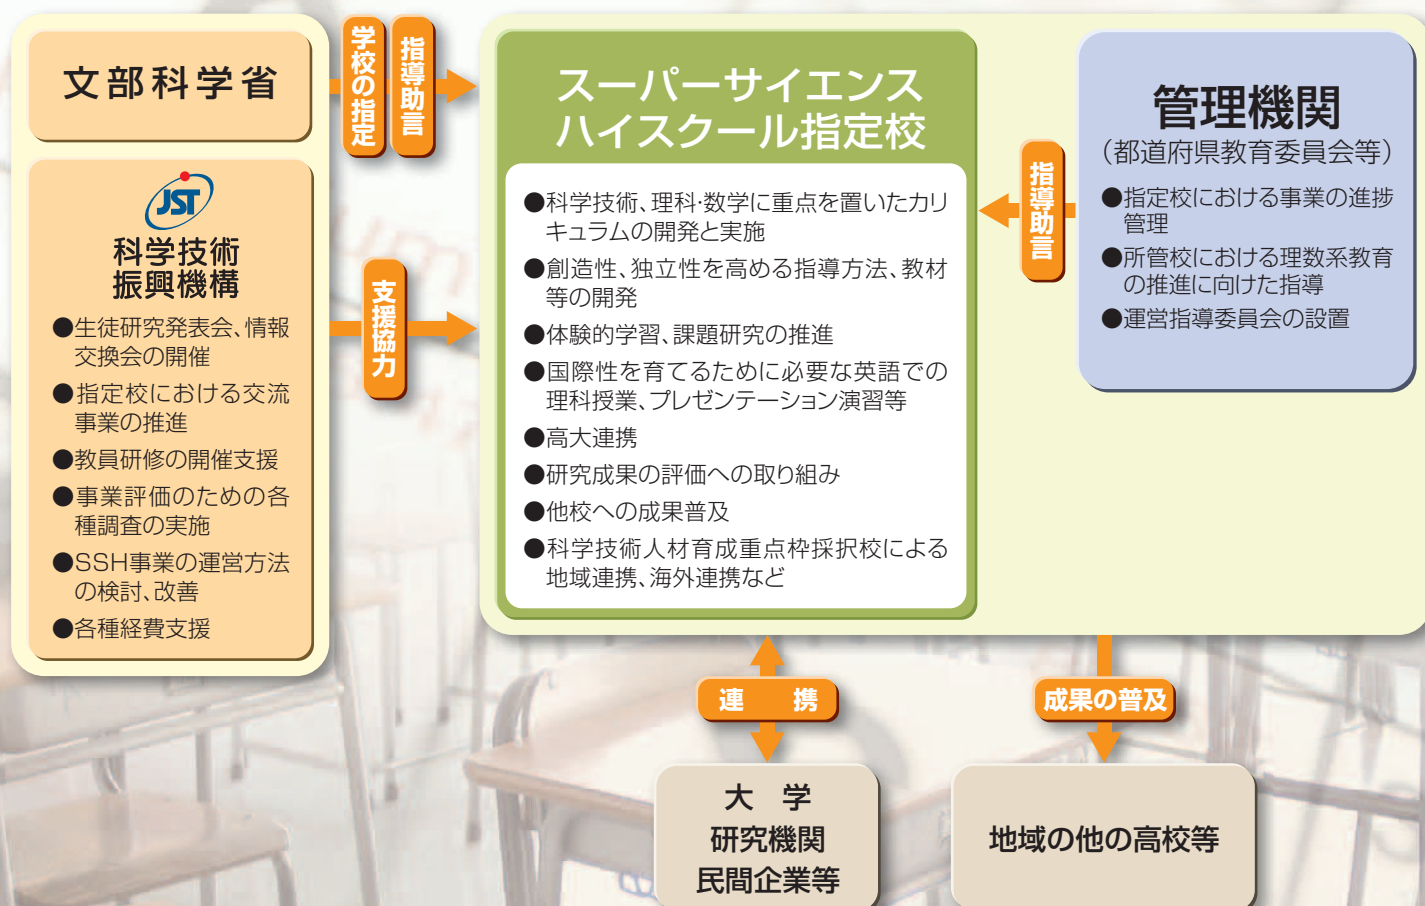 文部科学省
学校の指定
指導助言
JST
科学技術
振興機構
●生徒研究発表会、情報
交換会の開催
●指定校における交流
事業の推進
●教員研修の開催支援
●事業評価のための各
種調査の実施
●SSH事業の運営方法
の検討、改善
●各種経費支援
支援協力
スーパーサイエンス
ハイスクール指定校
●科学技術、理科・数学に重点を置いたカリ
キュラムの開発と実施
●創造性、独立性を高める指導方法、教材
等の開発
●体験的学習、課題研究の推進
●国際性を育てるために必要な英語での
理科授業、プレゼンテーション演習等
●高大連携
●研究成果の評価への取り組み
●他校への成果普及
●科学技術人材育成重点枠採択校による
地域連携、海外連携など
指導助言
管理機関
（都道府県教育委員会等）
●指定校における事業の進捗
管理
●所管校における理数系教育
の推進に向けた指導
●運営指導委員会の設置
連　携
成果の普及
大　学
研究機関
民間企業等
地域の他の高校等